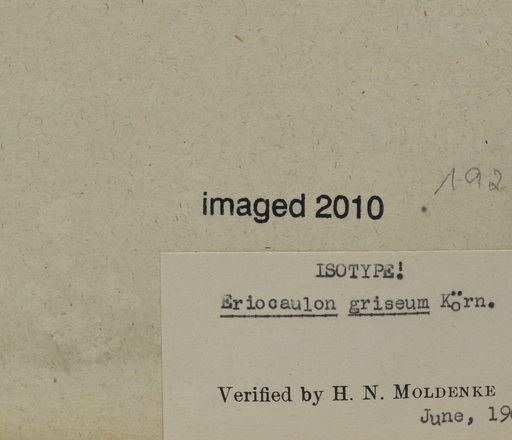 192
imaged 2010
ISOTYPE!
Eriocaulon griseum Körn.
Verified by H. N. MOLDENKE
June, 19